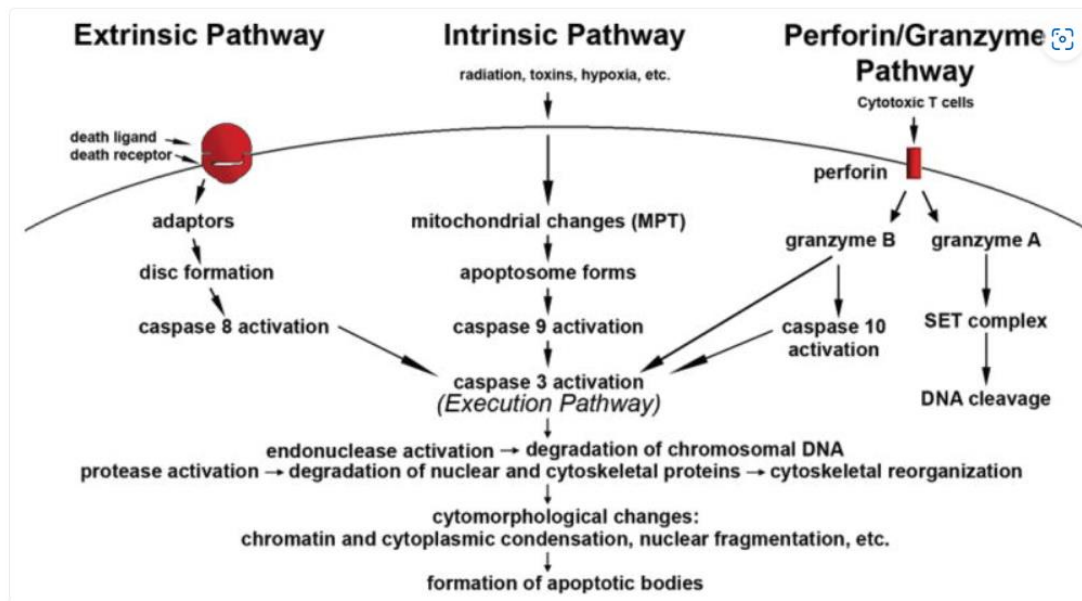 Extrinsic Pathway
Intrinsic Pathway
Perforin/Granzyme
Pathway
radiation, toxins, hypoxia, etc.
Cytotoxic T cells
death ligand
death receptor
perforin
adaptors
mitochondrial changes (MPT)
granzyme B
granzyme A
disc formation
apoptosome forms
caspase 8 activation
caspase 9 activation
caspase 10
activation
SET complex
caspase 3 activation
(Execution Pathway)
DNA cleavage
endonuclease activation → degradation of chromosomal DNA
protease activation → degradation of nuclear and cytoskeletal proteins → cytoskeletal reorganization
cytomorphological changes:
chromatin and cytoplasmic condensation, nuclear fragmentation, etc.
formation of apoptotic bodies